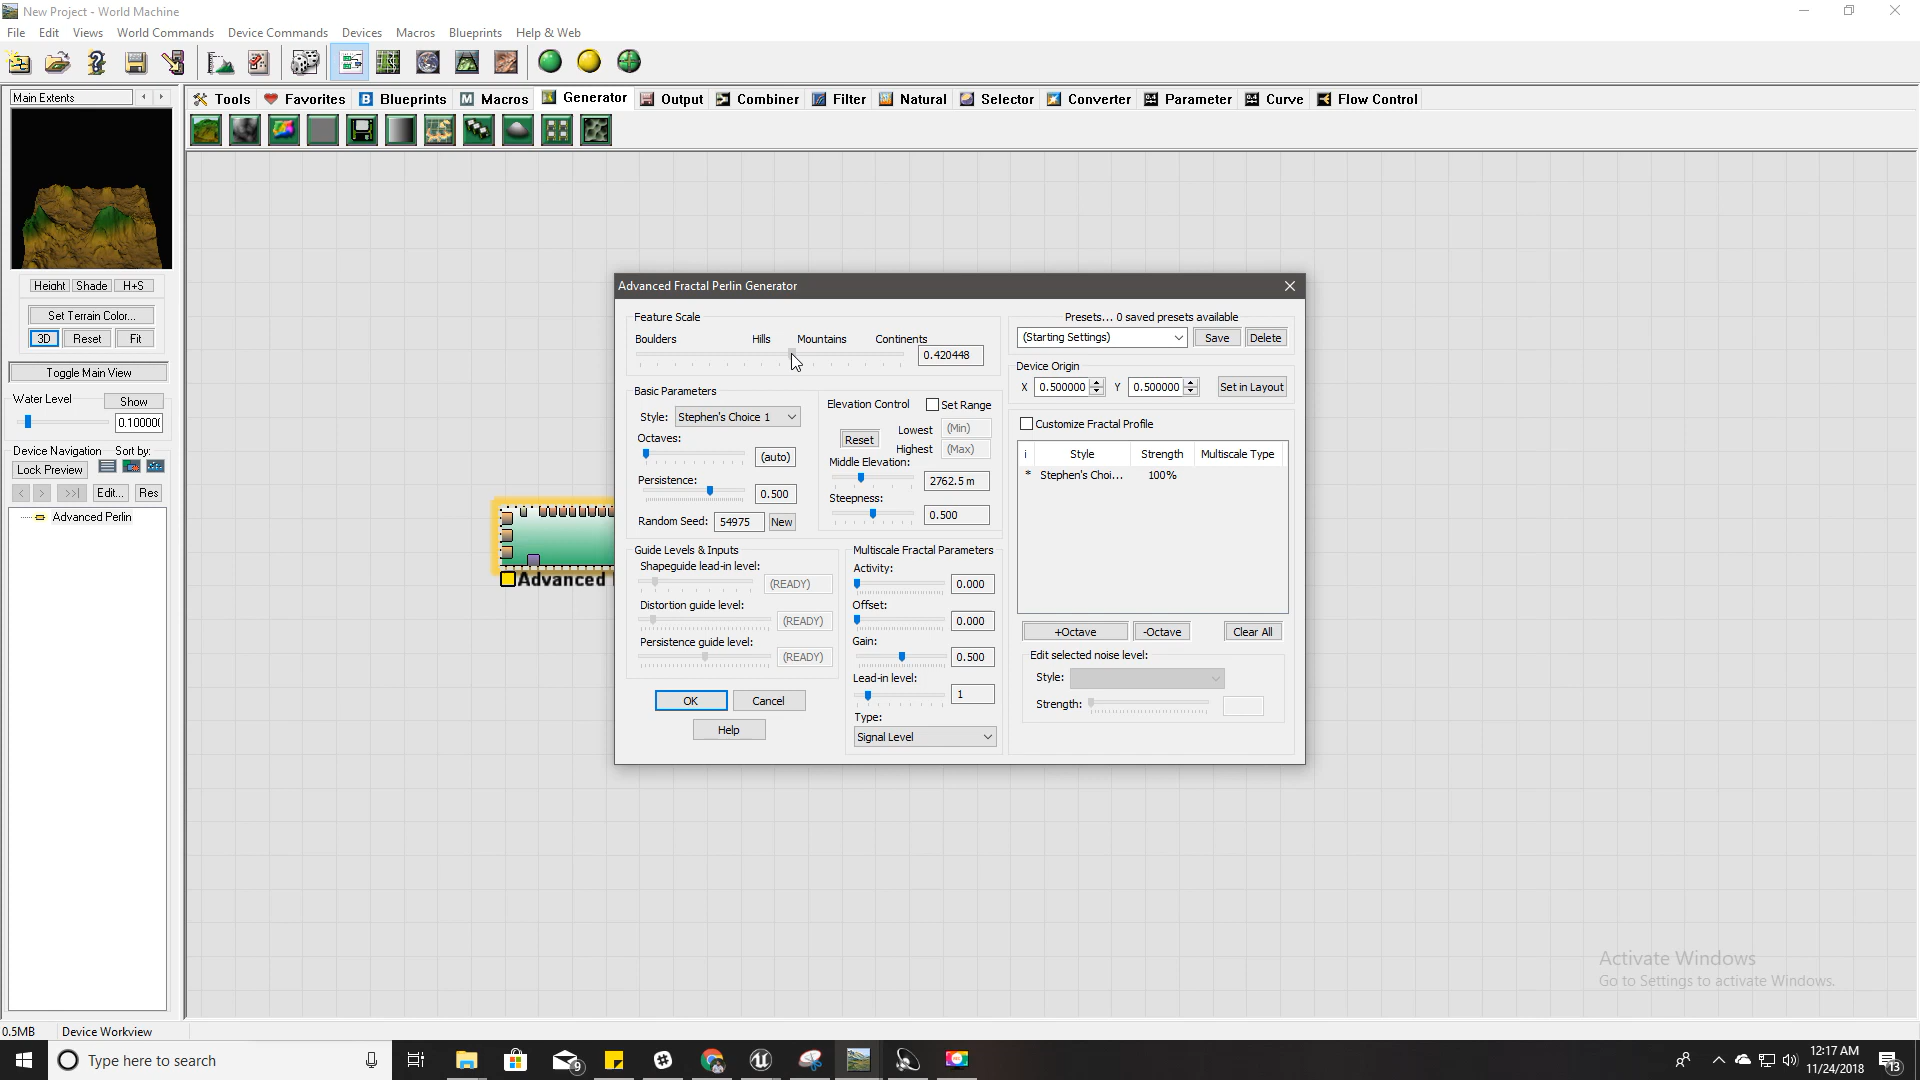 New Project - World Machine
File Edit Views World Commands Device Commands Devices Macros Blueprints Help & Web
Main Extents
Tools Favorites Blueprints Macros Generator Output Combiner Filter Natural Selector Converter Parameter Curve Flow Control
Height Shade H+S
Set Terrain Color...
3D Reset Fit
Toggle Main View
Water Level Show
0.10000(
Device Navigation Sort by:
Lock Preview
< > >>| Edit... Res
Advanced Perlin
Advanced
Advanced Fractal Perlin Generator
Feature Scale
Boulders Hills Mountains Continents
0.420448
Basic Parameters
Style: Stephen's Choice 1
Octaves:
(auto)
Persistence:
0.500
Random Seed: 54975 New
Elevation Control Set Range
Lowest (Min)
Reset
Highest (Max)
Middle Elevation:
2762.5 m
Steepness:
0.500
Guide Levels & Inputs
Shapeguide lead-in level:
(READY)
Distortion guide level:
(READY)
Persistence guide level:
(READY)
OK Cancel
Help
Multiscale Fractal Parameters
Activity:
0.000
Offset:
0.000
Gain:
0.500
Lead-in level:
1
Type:
Signal Level
Presets... 0 saved presets available
(Starting Settings) Save Delete
Device Origin
X 0.500000 Y 0.500000 Set in Layout
Customize Fractal Profile
i Style Strength Multiscale Type
* Stephen's Choi... 100%
+Octave -Octave Clear All
Edit selected noise level:
Style:
Strength:
Activate Windows
Go to Settings to activate Windows.
0.5MB Device Workview
Type here to search
9
12:17 AM
11/24/2018
13